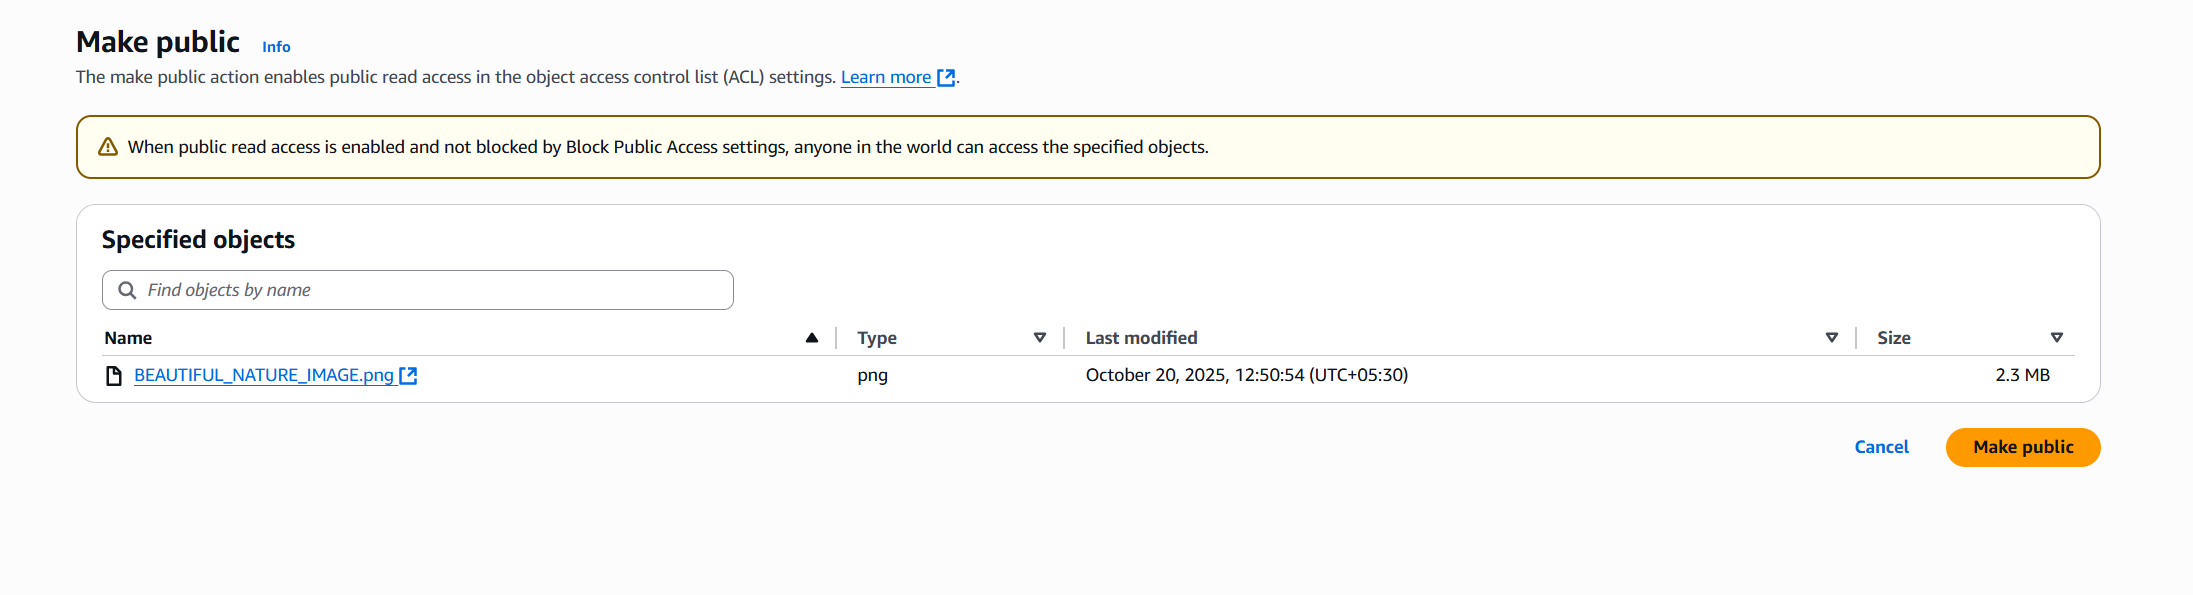 Make public Info
The make public action enables public read access in the object access control list (ACL) settings. Learn more.
When public read access is enabled and not blocked by Block Public Access settings, anyone in the world can access the specified objects.
Specified objects
Find objects by name
Name Type Last modified Size
BEAUTIFUL_NATURE_IMAGE.png png October 20, 2025, 12:50:54 (UTC+05:30) 2.3 MB
Cancel Make public